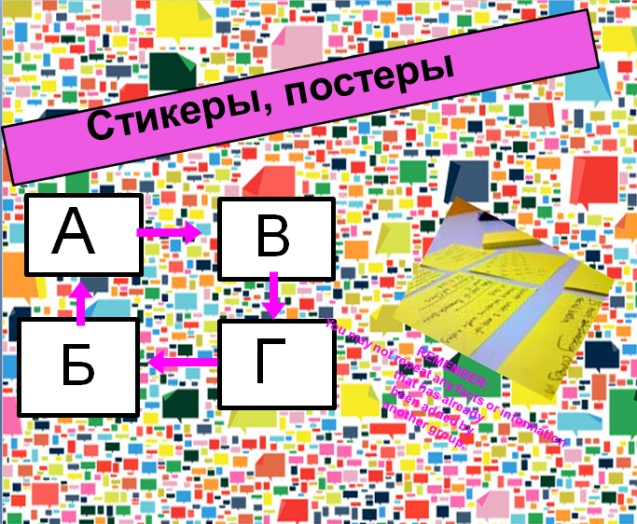 Стикеры, постеры
А
В
Б
Г
REMEMBER:
You may not repeat any facts or information
that has already
been added by
another group.